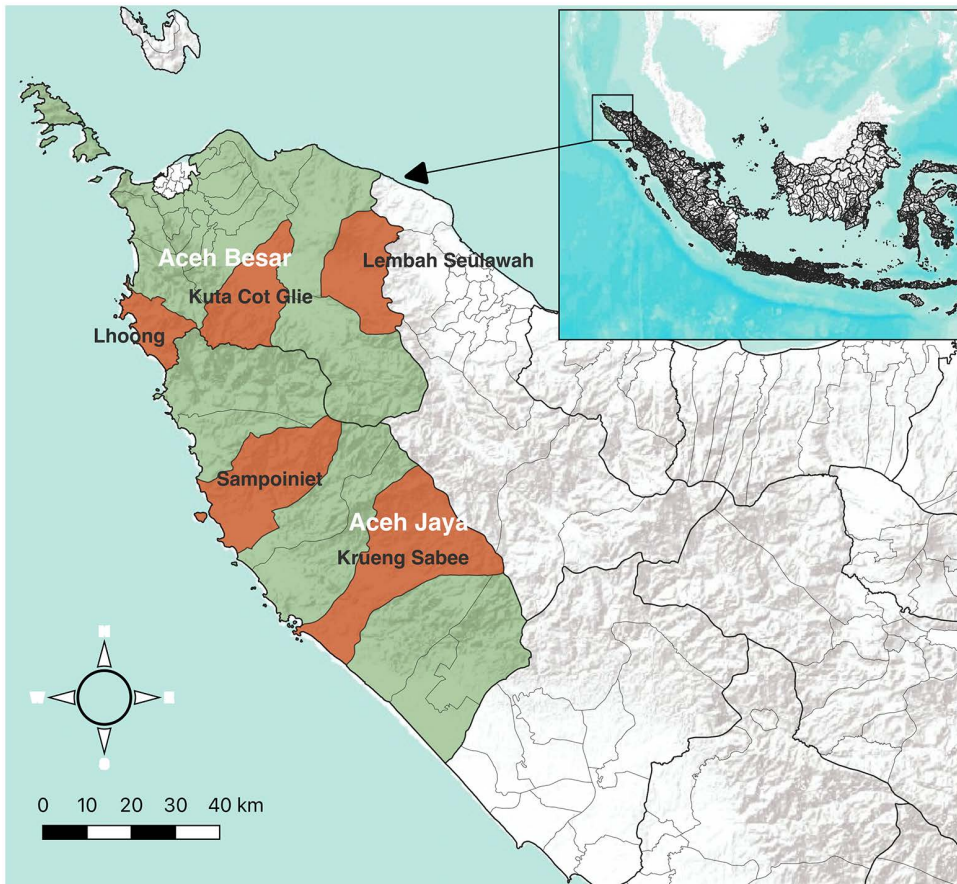 Aceh Besar
Lembah Seulawah
Kuta Cot Glie
Lhoong
Sampoiniet
Aceh Jaya
Krueng Sabee
0 10 20 30 40 km